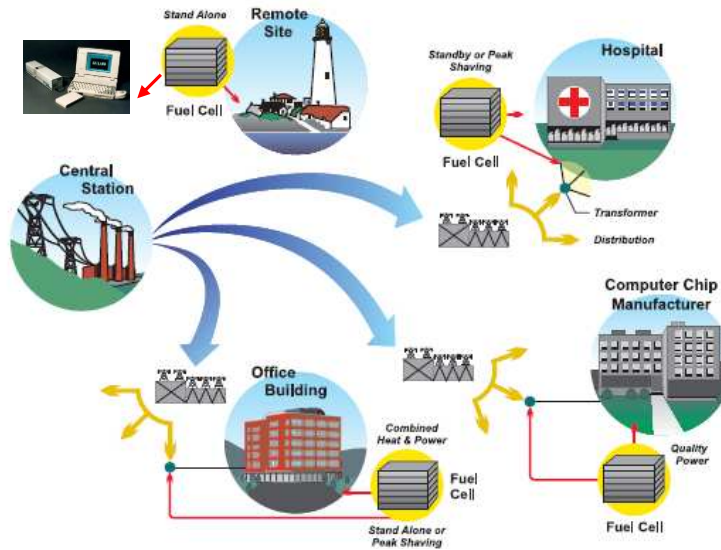 Stand Alone
Remote
Site
Fuel Cell
Standby or Peak
Shaving
Hospital
Fuel Cell
Transformer
Distribution
Central
Station
Computer Chip
Manufacturer
Office
Building
Combined
Heat & Power
Fuel
Cell
Stand Alone or
Peak Shaving
Quality
Power
Fuel Cell